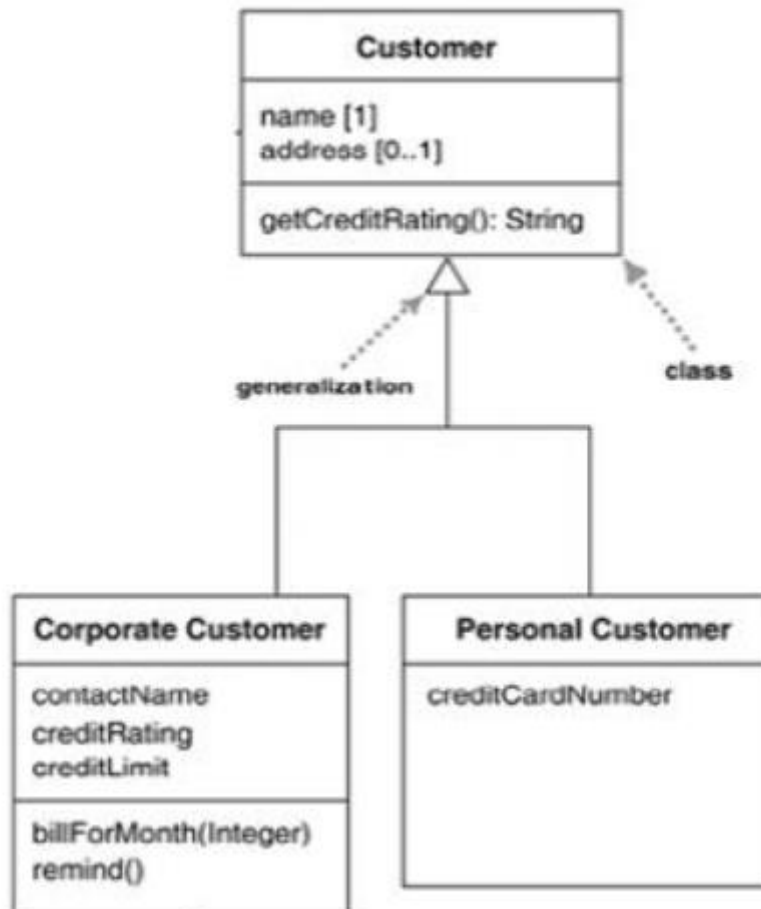 Customer
name [1]
address [0..1]
getCreditRating(): String
generalization
class
Corporate Customer
contactName
creditRating
creditLimit
billForMonth(Integer)
remind()
Personal Customer
creditCardNumber